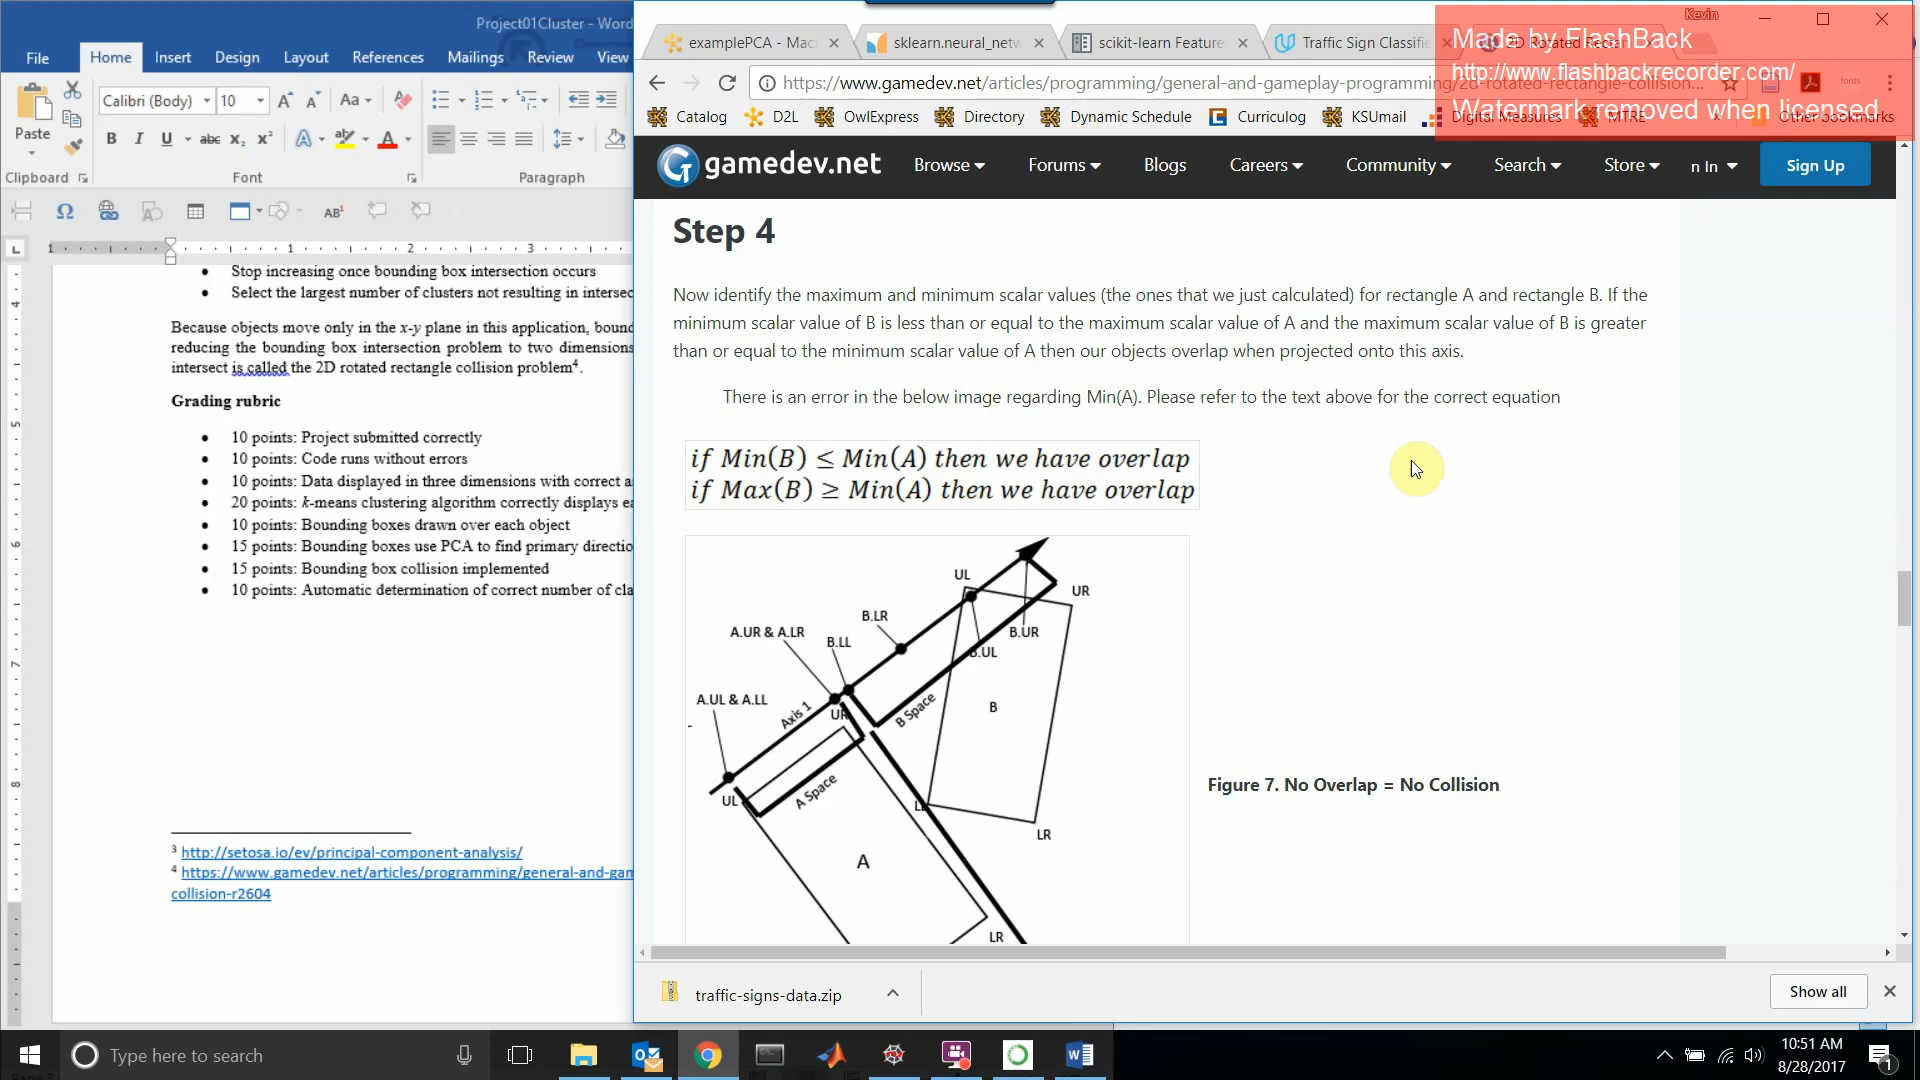 Project01Cluster - Word
File Home Insert Design Layout References Mailings Review View
Calibri (Body) 10
Paste
Clipboard Font Paragraph
Stop increasing once bounding box intersection occurs
Select the largest number of clusters not resulting in intersec
Because objects move only in the x-y plane in this application, bound
reducing the bounding box intersection problem to two dimensions
intersect is called the 2D rotated rectangle collision problem⁴.
Grading rubric
10 points: Project submitted correctly
10 points: Code runs without errors
10 points: Data displayed in three dimensions with correct a
20 points: k-means clustering algorithm correctly displays ea
10 points: Bounding boxes drawn over each object
15 points: Bounding boxes use PCA to find primary directio
15 points: Bounding box collision implemented
10 points: Automatic determination of correct number of cla
³ http://setosa.io/ev/principal-component-analysis/
⁴ https://www.gamedev.net/articles/programming/general-and-gam
collision-r2604
examplePCA - Mac sklearn.neural_netw scikit-learn Feature Traffic Sign Classifi 2D Rotated Recta
Kevin
Made by FlashBack
http://www.flashbackrecorder.com/
Watermark removed when licensed
https://www.gamedev.net/articles/programming/general-and-gameplay-programming/2d-rotated-rectangle-collision...
Catalog D2L OwlExpress Directory Dynamic Schedule Curriculog KSUmail Digital Measures MTRE Other bookmarks
gamedev.net Browse Forums Blogs Careers Community Search Store n In Sign Up
Step 4
Now identify the maximum and minimum scalar values (the ones that we just calculated) for rectangle A and rectangle B. If the
minimum scalar value of B is less than or equal to the maximum scalar value of A and the maximum scalar value of B is greater
than or equal to the minimum scalar value of A then our objects overlap when projected onto this axis.
There is an error in the below image regarding Min(A). Please refer to the text above for the correct equation
if Min(B) ≤ Min(A) then we have overlap
if Max(B) ≥ Min(A) then we have overlap
UL
UR
B.LR
A.UR & A.LR
B.LL
B.UR
B.UL
A.UL & A.LL
Axis 1
UR
B Space
B
A Space
UL
LL
LR
A
LR
Figure 7. No Overlap = No Collision
traffic-signs-data.zip
Show all
Type here to search
10:51 AM
8/28/2017
1